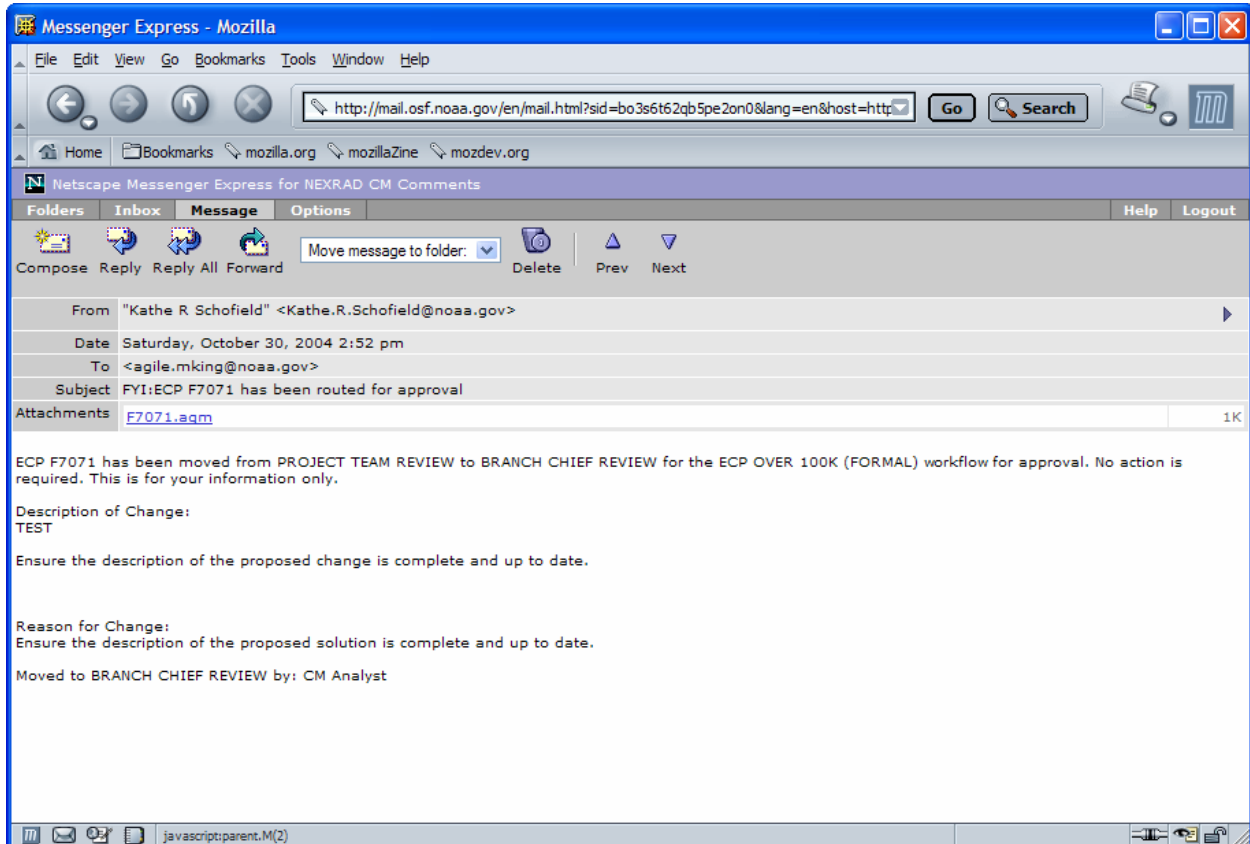 Messenger Express - Mozilla
File Edit View Go Bookmarks Tools Window Help
http://mail.osf.noaa.gov/en/mail.html?sid=bo3s6t62qb5pe2on0&lang=en&host=http Go Search
Home Bookmarks mozilla.org mozillaZine mozdev.org
N Netscape Messenger Express for NEXRAD CM Comments
Folders Inbox Message Options Help Logout
Move message to folder:
Compose Reply Reply All Forward Delete Prev Next
From "Kathe R Schofield" <Kathe.R.Schofield@noaa.gov>
Date Saturday, October 30, 2004 2:52 pm
To <agile.mking@noaa.gov>
Subject FYI:ECP F7071 has been routed for approval
Attachments F7071.aqm 1K
ECP F7071 has been moved from PROJECT TEAM REVIEW to BRANCH CHIEF REVIEW for the ECP OVER 100K (FORMAL) workflow for approval. No action is
required. This is for your information only.
Description of Change:
TEST
Ensure the description of the proposed change is complete and up to date.
Reason for Change:
Ensure the description of the proposed solution is complete and up to date.
Moved to BRANCH CHIEF REVIEW by: CM Analyst
javascript:parent.M(2)